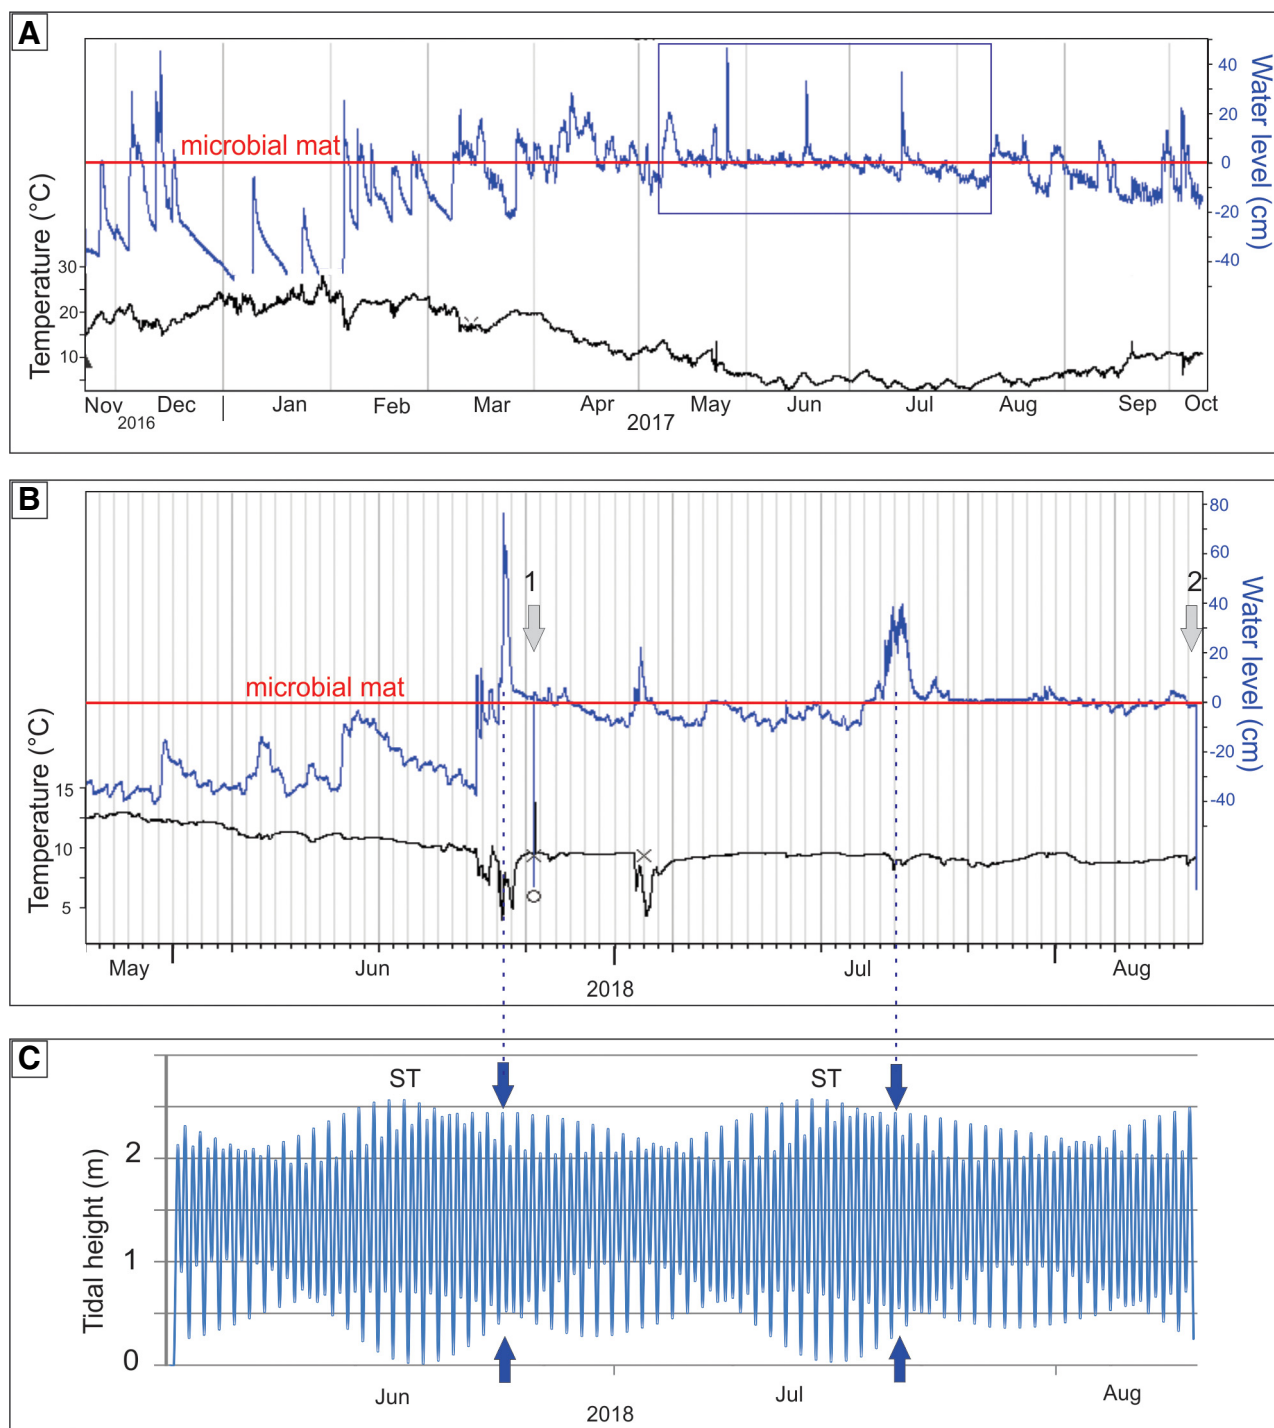 A
microbial mat
Temperature (°C)
30
20
10
Water level (cm)
40
20
0
-20
-40
Nov Dec Jan Feb Mar Apr May Jun Jul Aug Sep Oct
2016 2017
B
1
2
microbial mat
Temperature (°C)
15
10
5
Water level (cm)
80
60
40
20
0
-20
-40
May Jun Jul Aug
2018
C
ST ST
Tidal height (m)
2
1
0
Jun Jul Aug
2018